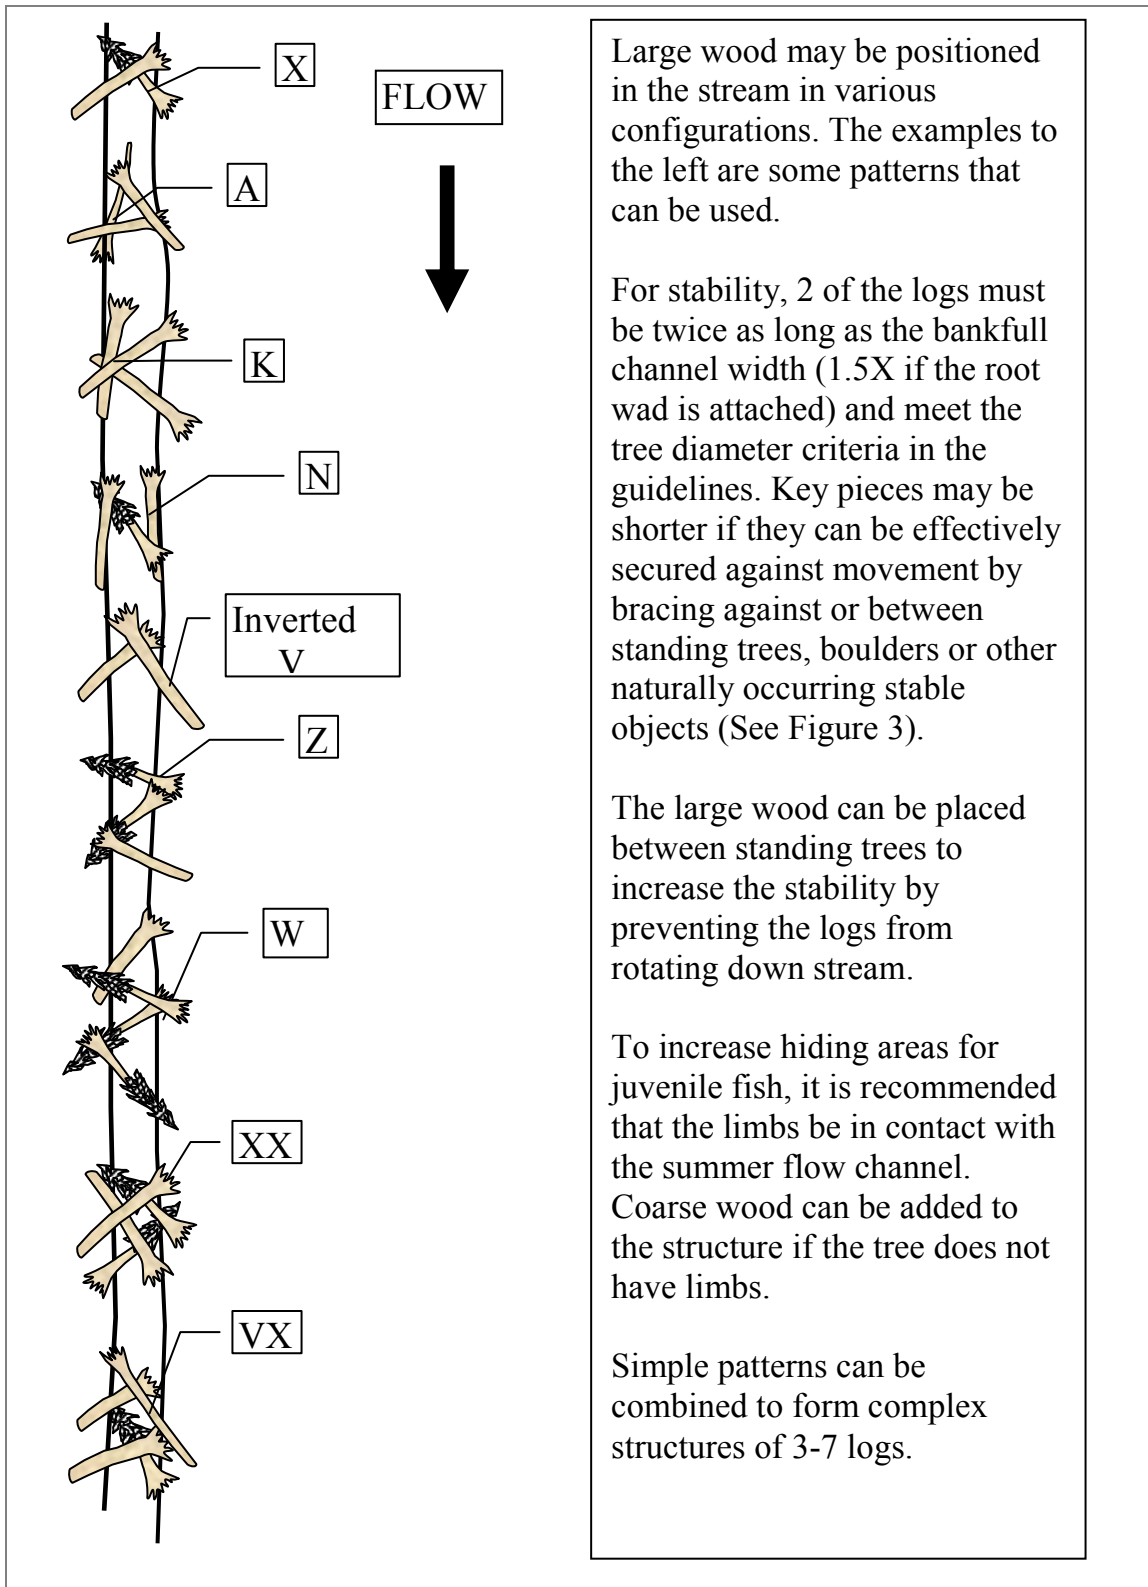 X
FLOW
A
K
N
Inverted
V
Z
W
XX
VX
Large wood may be positioned
in the stream in various
configurations. The examples to
the left are some patterns that
can be used.
For stability, 2 of the logs must
be twice as long as the bankfull
channel width (1.5X if the root
wad is attached) and meet the
tree diameter criteria in the
guidelines. Key pieces may be
shorter if they can be effectively
secured against movement by
bracing against or between
standing trees, boulders or other
naturally occurring stable
objects (See Figure 3).
The large wood can be placed
between standing trees to
increase the stability by
preventing the logs from
rotating down stream.
To increase hiding areas for
juvenile fish, it is recommended
that the limbs be in contact with
the summer flow channel.
Coarse wood can be added to
the structure if the tree does not
have limbs.
Simple patterns can be
combined to form complex
structures of 3-7 logs.